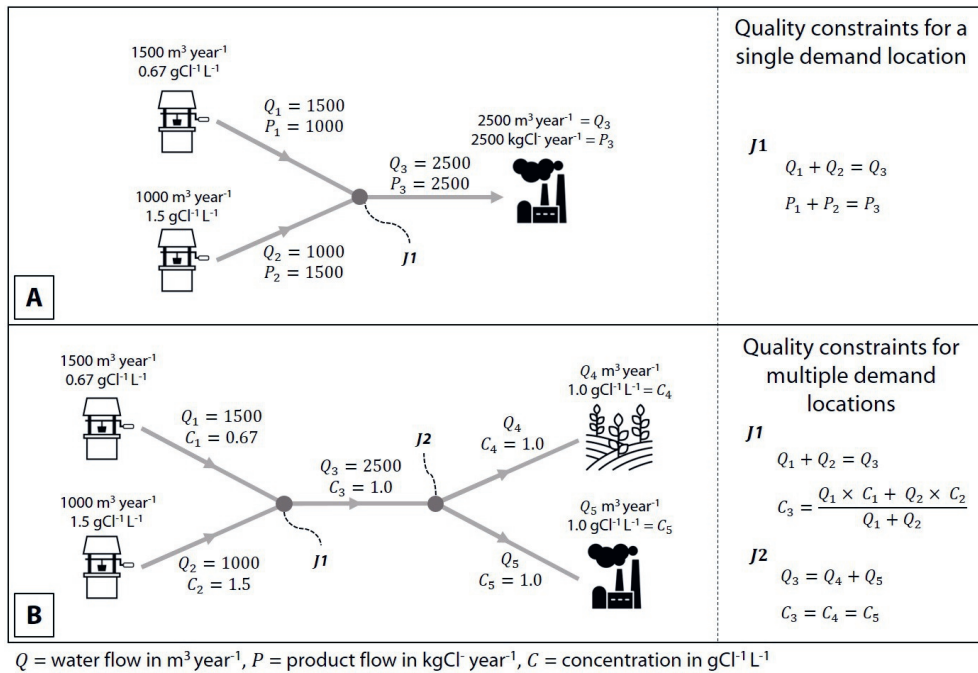 1500 m³ year⁻¹
0.67 gCl⁻¹ L⁻¹
Q₁ = 1500
P₁ = 1000
1000 m³ year⁻¹
1.5 gCl⁻¹ L⁻¹
Q₂ = 1000
P₂ = 1500
J1
Q₃ = 2500
P₃ = 2500
2500 m³ year⁻¹ = Q₃
2500 kgCl⁻ year⁻¹ = P₃
A
Quality constraints for a
single demand location
J1
Q₁ + Q₂ = Q₃
P₁ + P₂ = P₃
1500 m³ year⁻¹
0.67 gCl⁻¹ L⁻¹
Q₁ = 1500
C₁ = 0.67
1000 m³ year⁻¹
1.5 gCl⁻¹ L⁻¹
Q₂ = 1000
C₂ = 1.5
J1
Q₃ = 2500
C₃ = 1.0
J2
Q₄
C₄ = 1.0
Q₄ m³ year⁻¹
1.0 gCl⁻¹ L⁻¹ = C₄
Q₅
C₅ = 1.0
Q₅ m³ year⁻¹
1.0 gCl⁻¹ L⁻¹ = C₅
B
Quality constraints for
multiple demand
locations
J1
Q₁ + Q₂ = Q₃
C₃ = (Q₁ × C₁ + Q₂ × C₂) / (Q₁ + Q₂)
J2
Q₃ = Q₄ + Q₅
C₃ = C₄ = C₅
Q = water flow in m³ year⁻¹, P = product flow in kgCl⁻ year⁻¹, C = concentration in gCl⁻¹ L⁻¹